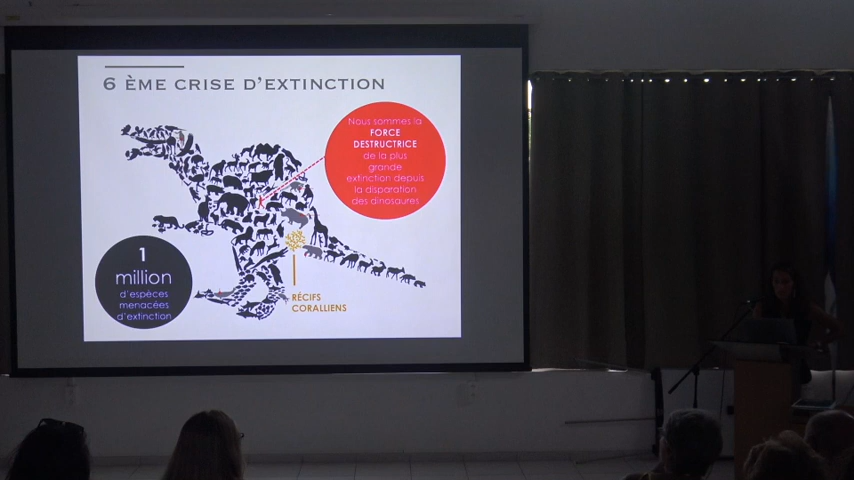 6 ÈME CRISE D'EXTINCTION
Nous sommes la
FORCE
DESTRUCTRICE
de la plus
grande
extinction depuis
la disparation
des dinosaures
1
million
d'espèces
menacées
d'extinction
RÉCIFS
CORALLIENS